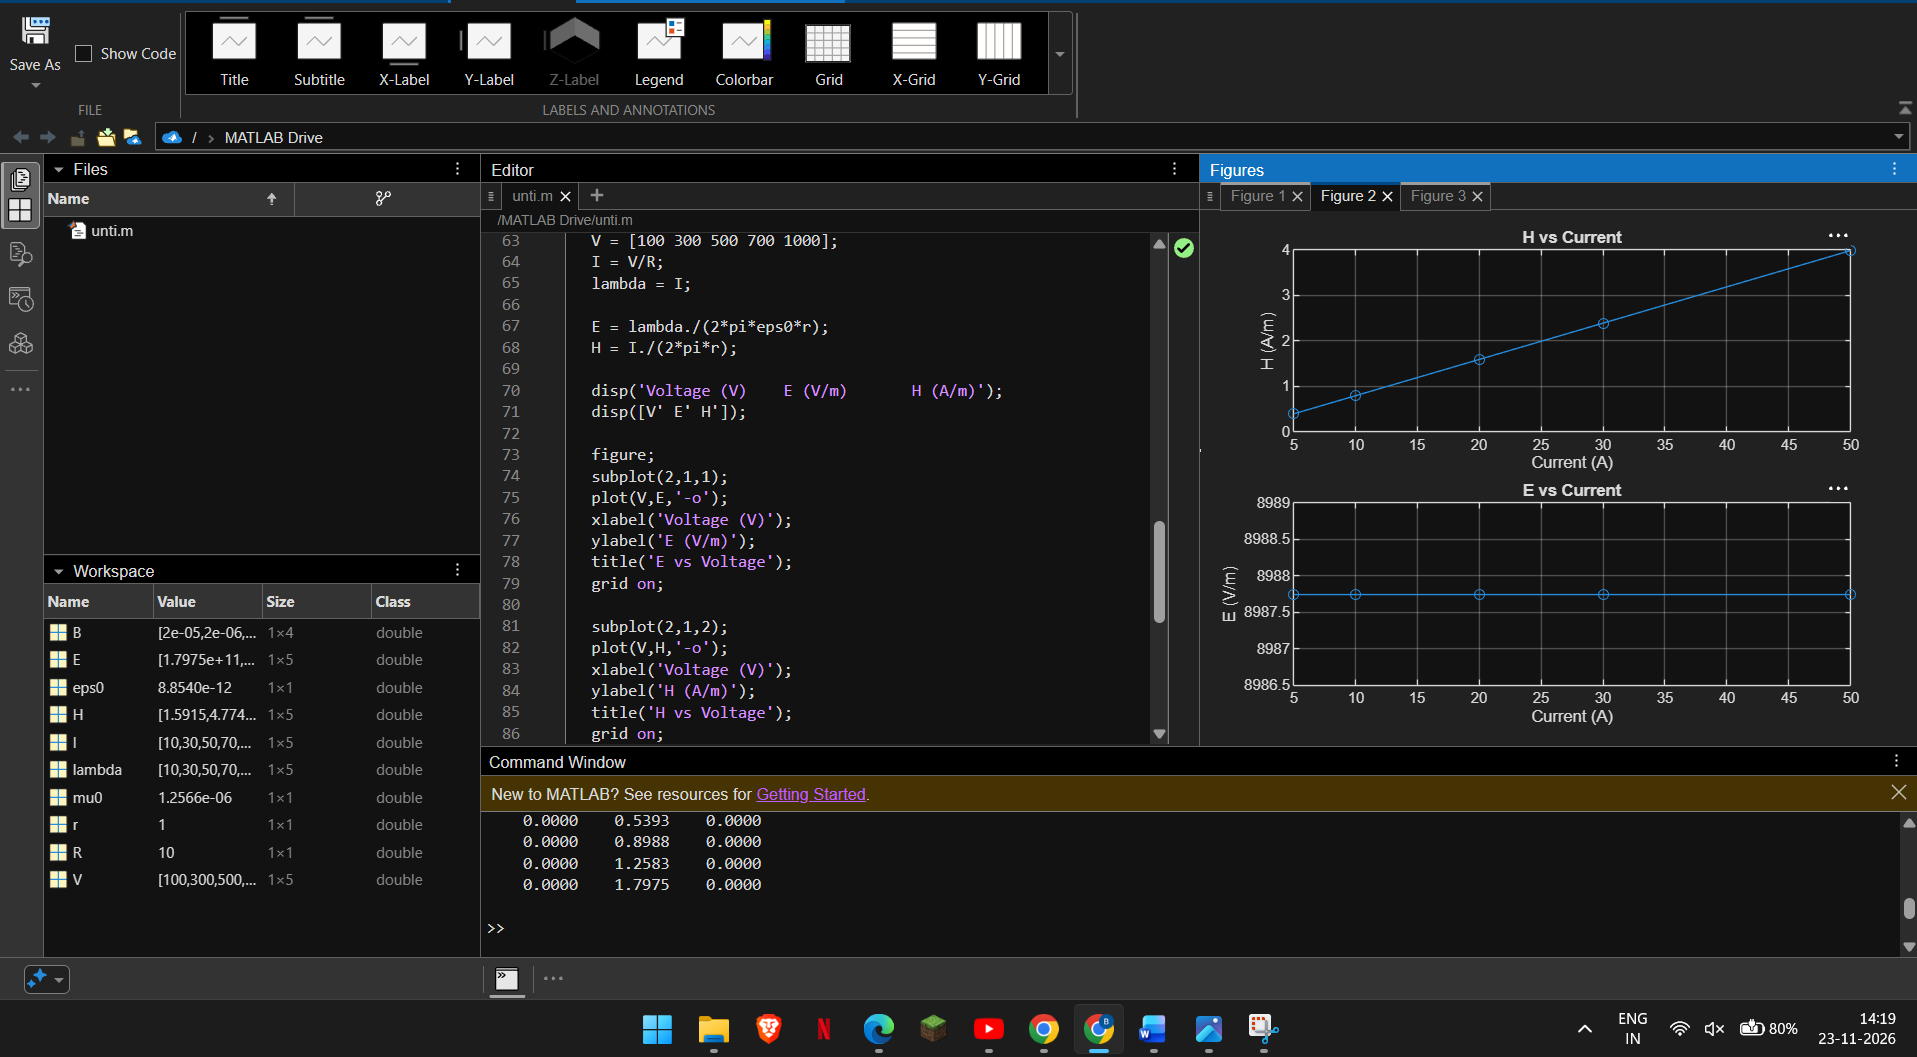 Save As
Show Code
FILE
Title
Subtitle
X-Label
Y-Label
Z-Label
Legend
Colorbar
Grid
X-Grid
Y-Grid
LABELS AND ANNOTATIONS
/ › MATLAB Drive
Files
Name
unti.m
Workspace
Name Value Size Class
B [2e-05,2e-06,... 1×4 double
E [1.7975e+11,... 1×5 double
eps0 8.8540e-12 1×1 double
H [1.5915,4.774... 1×5 double
I [10,30,50,70,... 1×5 double
lambda [10,30,50,70,... 1×5 double
mu0 1.2566e-06 1×1 double
r 1 1×1 double
R 10 1×1 double
V [100,300,500,... 1×5 double
Editor
unti.m
/MATLAB Drive/unti.m
63 V = [100 300 500 700 1000];
64 I = V/R;
65 lambda = I;
66
67 E = lambda./(2*pi*eps0*r);
68 H = I./(2*pi*r);
69
70 disp('Voltage (V)    E (V/m)       H (A/m)');
71 disp([V' E' H']);
72
73 figure;
74 subplot(2,1,1);
75 plot(V,E,'-o');
76 xlabel('Voltage (V)');
77 ylabel('E (V/m)');
78 title('E vs Voltage');
79 grid on;
80
81 subplot(2,1,2);
82 plot(V,H,'-o');
83 xlabel('Voltage (V)');
84 ylabel('H (A/m)');
85 title('H vs Voltage');
86 grid on;
Figures
Figure 1
Figure 2
Figure 3
H vs Current
4
3
2
1
0
H (A/m)
5 10 15 20 25 30 35 40 45 50
Current (A)
E vs Current
8989
8988.5
8988
8987.5
8987
8986.5
E (V/m)
5 10 15 20 25 30 35 40 45 50
Current (A)
Command Window
New to MATLAB? See resources for Getting Started.
0.0000 0.5393 0.0000
0.0000 0.8988 0.0000
0.0000 1.2583 0.0000
0.0000 1.7975 0.0000
>>
ENG
IN
80%
14:19
23-11-2026